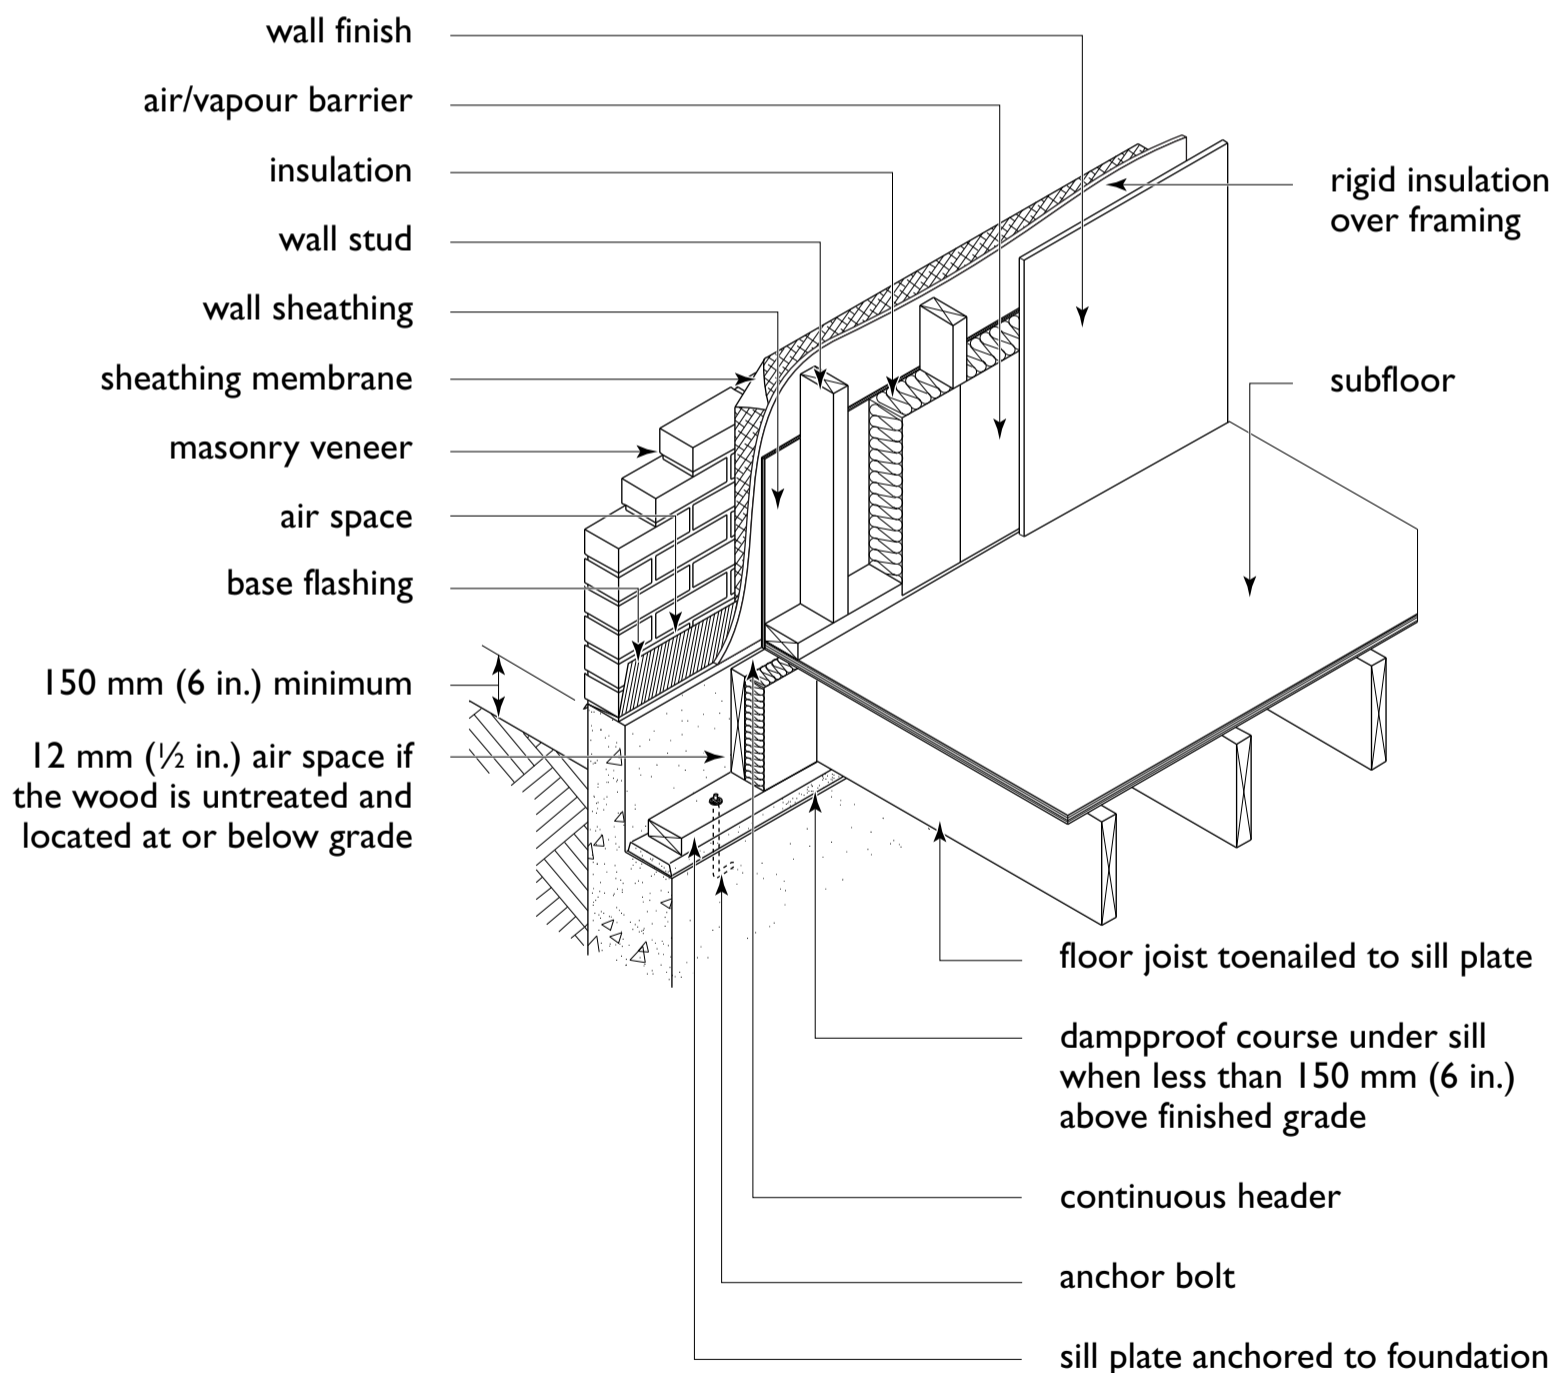 wall finish
air/vapour barrier
insulation
wall stud
wall sheathing
sheathing membrane
masonry veneer
air space
base flashing
150 mm (6 in.) minimum
12 mm (½ in.) air space if
the wood is untreated and
located at or below grade
rigid insulation
over framing
subfloor
floor joist toenailed to sill plate
dampproof course under sill
when less than 150 mm (6 in.)
above finished grade
continuous header
anchor bolt
sill plate anchored to foundation